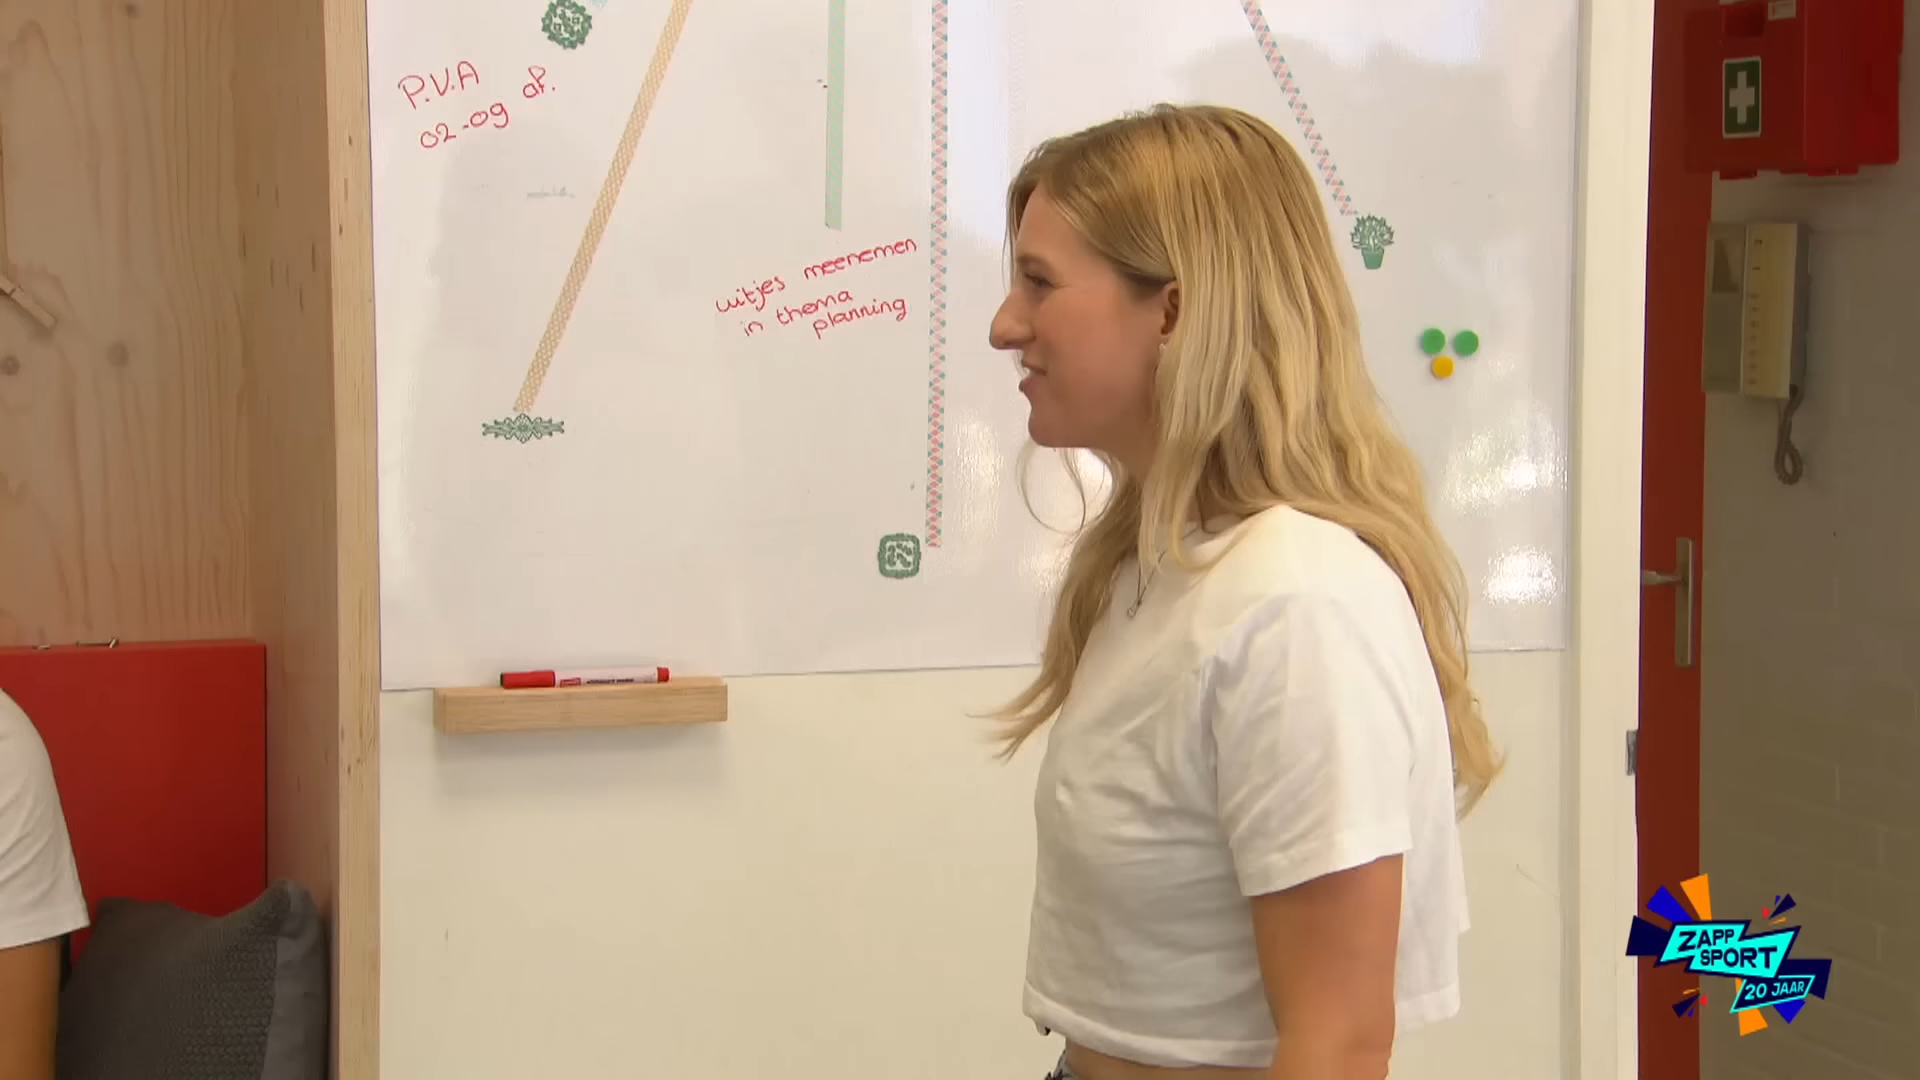 P.V.A
02-09 af.
uitjes meenemen
in thema
planning
ZAPP
SPORT
20 JAAR